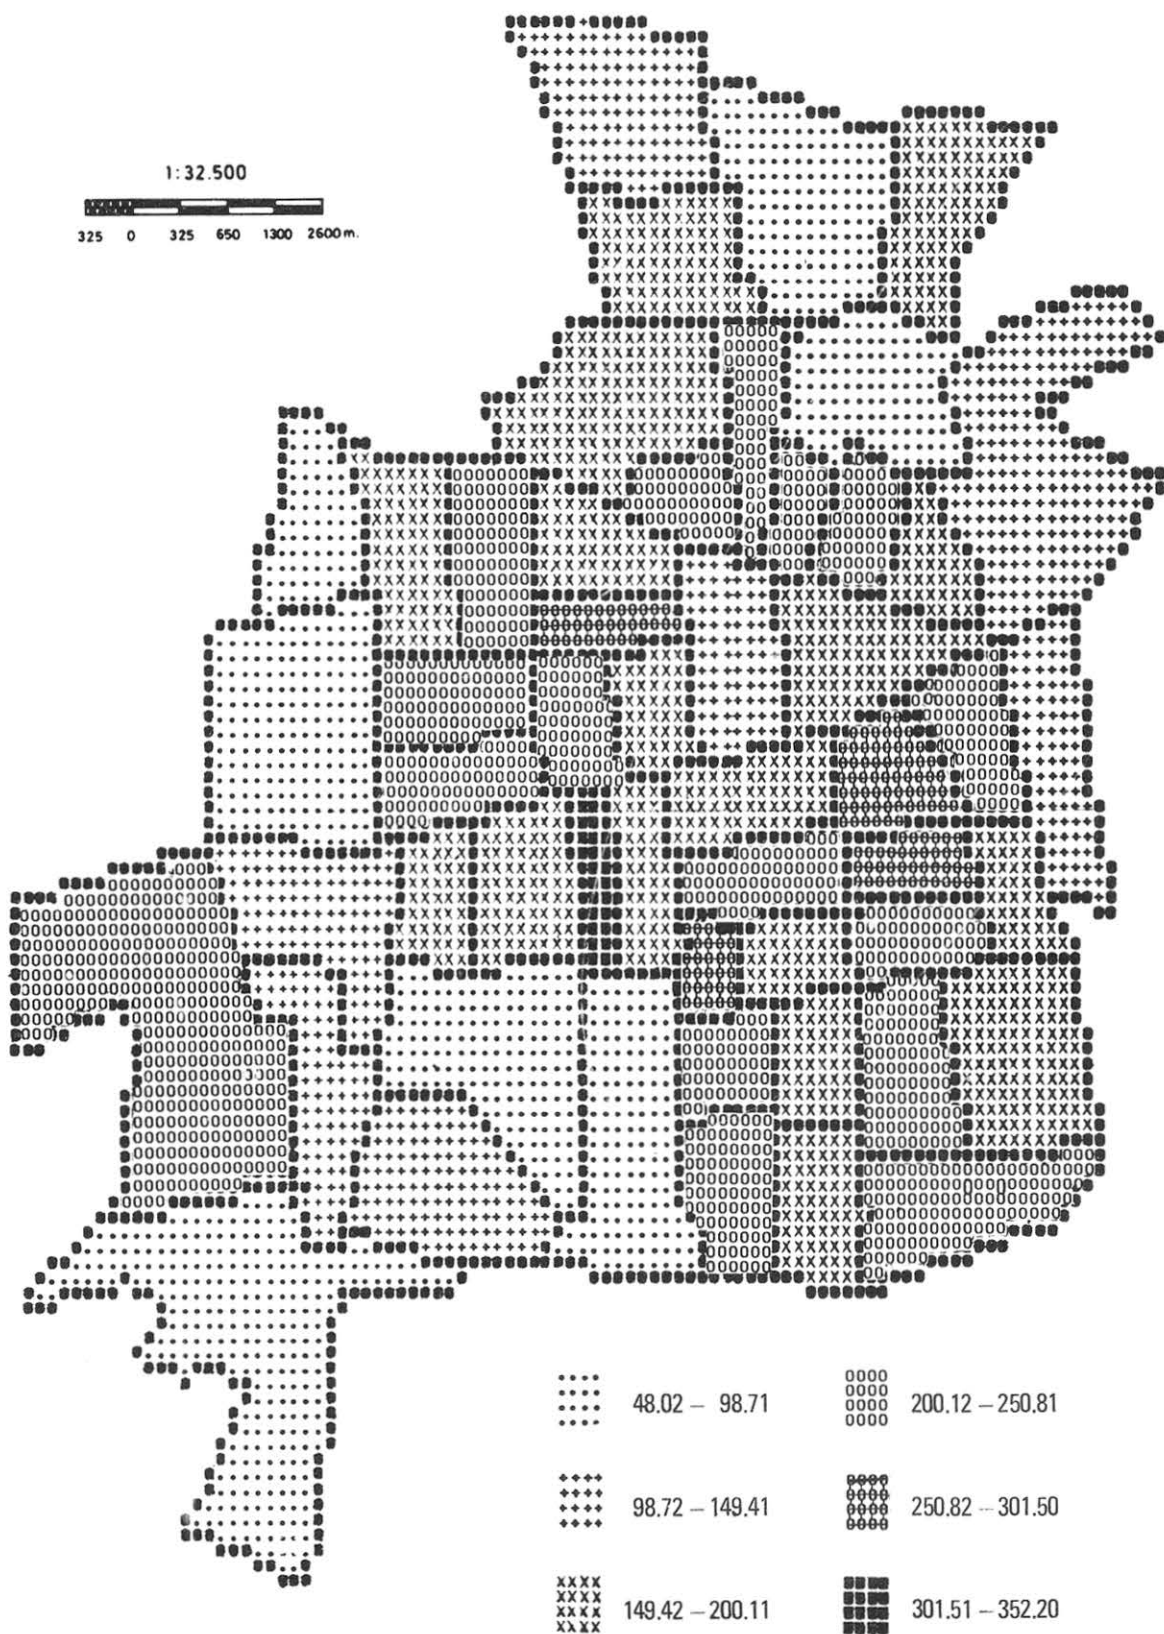 1:32.500
325 0 325 650 1300 2600 m.
48.02 – 98.71
200.12 – 250.81
98.72 – 149.41
250.82 – 301.50
149.42 – 200.11
301.51 – 352.20